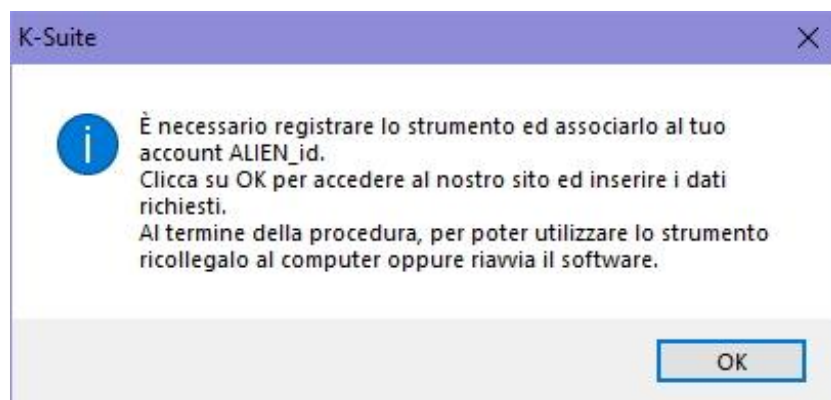 K-Suite
È necessario registrare lo strumento ed associarlo al tuo
account ALIEN_id.
Clicca su OK per accedere al nostro sito ed inserire i dati
richiesti.
Al termine della procedura, per poter utilizzare lo strumento
ricollegalo al computer oppure riavvia il software.
OK